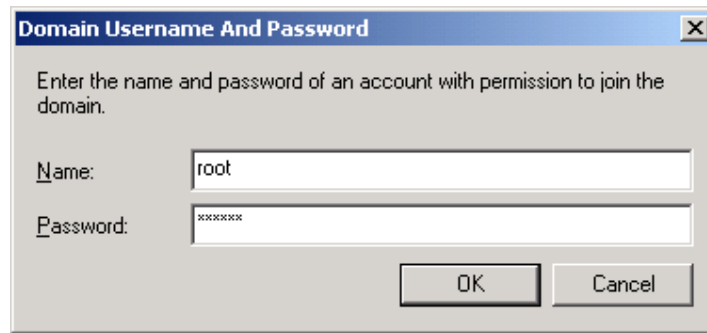 Domain Username And Password
Enter the name and password of an account with permission to join the
domain.
Name: root
Password: xxxxxx
OK Cancel